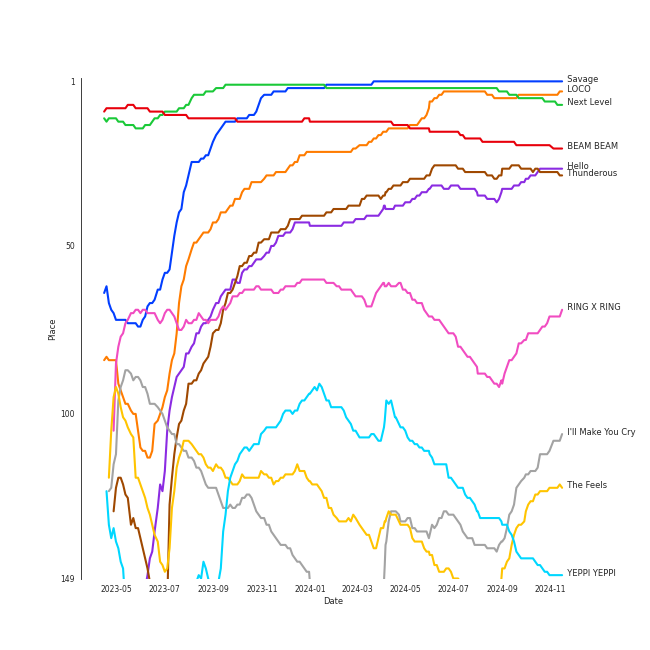 1
50
100
149
Place
2023-05
2023-07
2023-09
2023-11
2024-01
2024-03
2024-05
2024-07
2024-09
2024-11
Date
Savage
LOCO
Next Level
BEAM BEAM
Hello
Thunderous
RING X RING
I'll Make You Cry
The Feels
YEPPI YEPPI